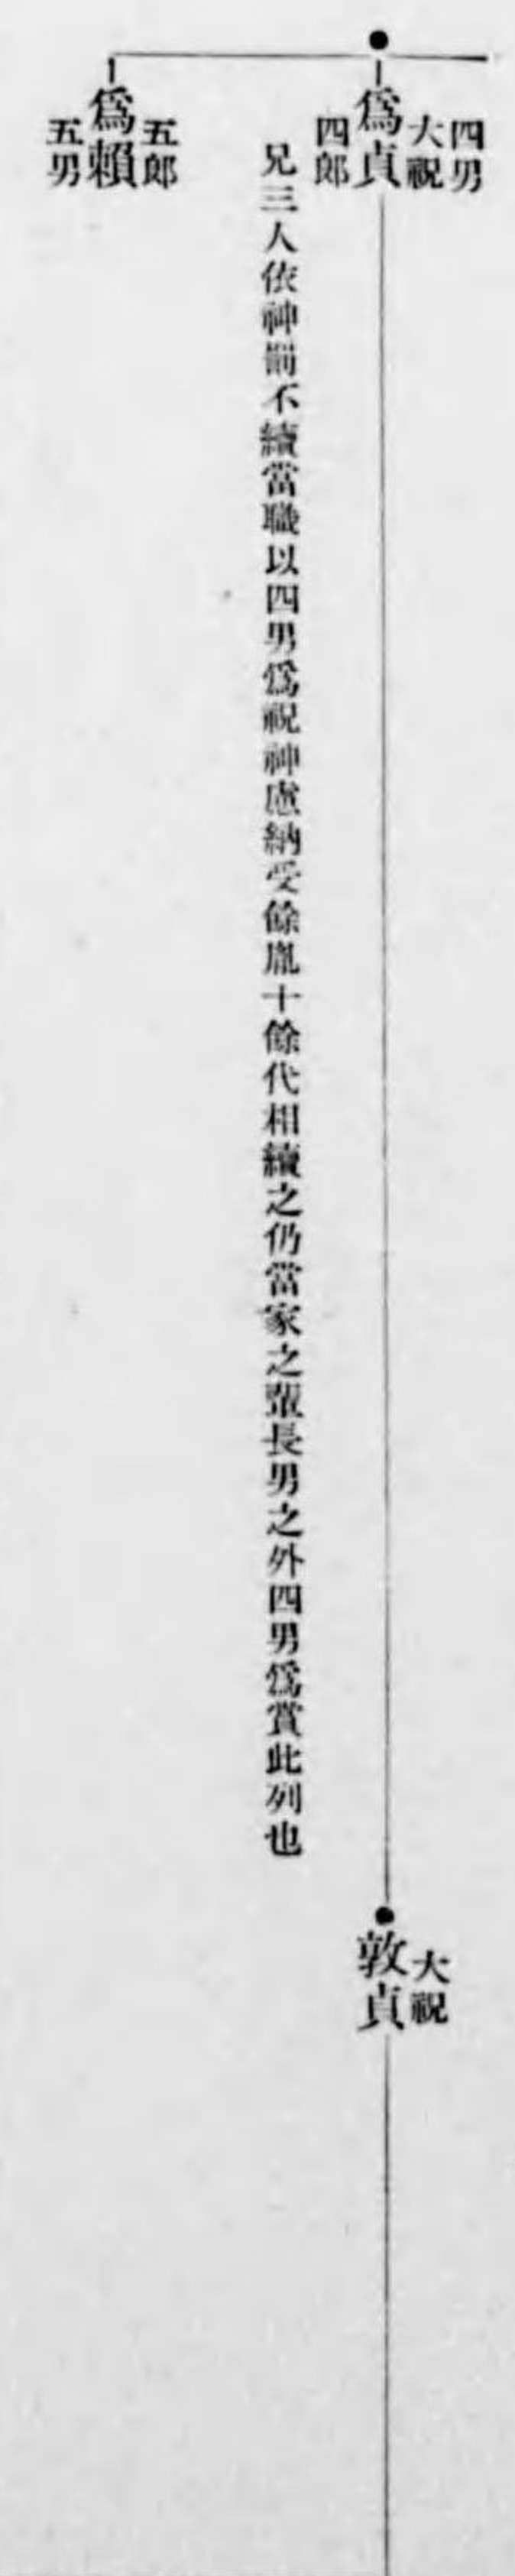 四男
大祝
爲貞
四郎
兄三人依神罰不續當職以四男爲祝神慮納受餘胤十餘代相續之仍當家之輩長男之外四男爲賞此列也
五郎
爲賴
五男
大祝
敦貞